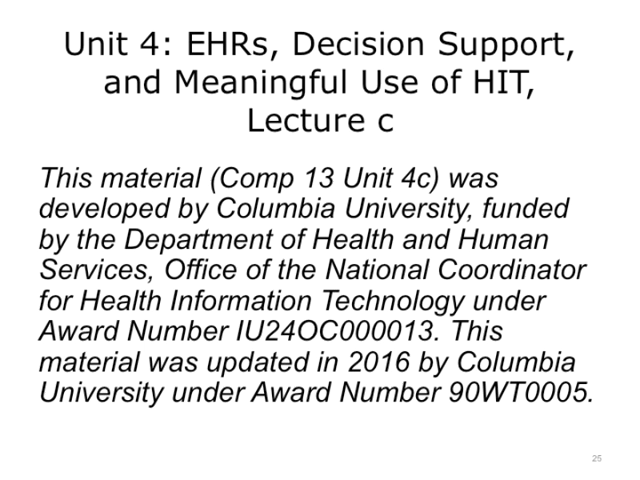 Unit 4: EHRs, Decision Support,
and Meaningful Use of HIT,
Lecture c
This material (Comp 13 Unit 4c) was
developed by Columbia University, funded
by the Department of Health and Human
Services, Office of the National Coordinator
for Health Information Technology under
Award Number IU24OC000013. This
material was updated in 2016 by Columbia
University under Award Number 90WT0005.
25